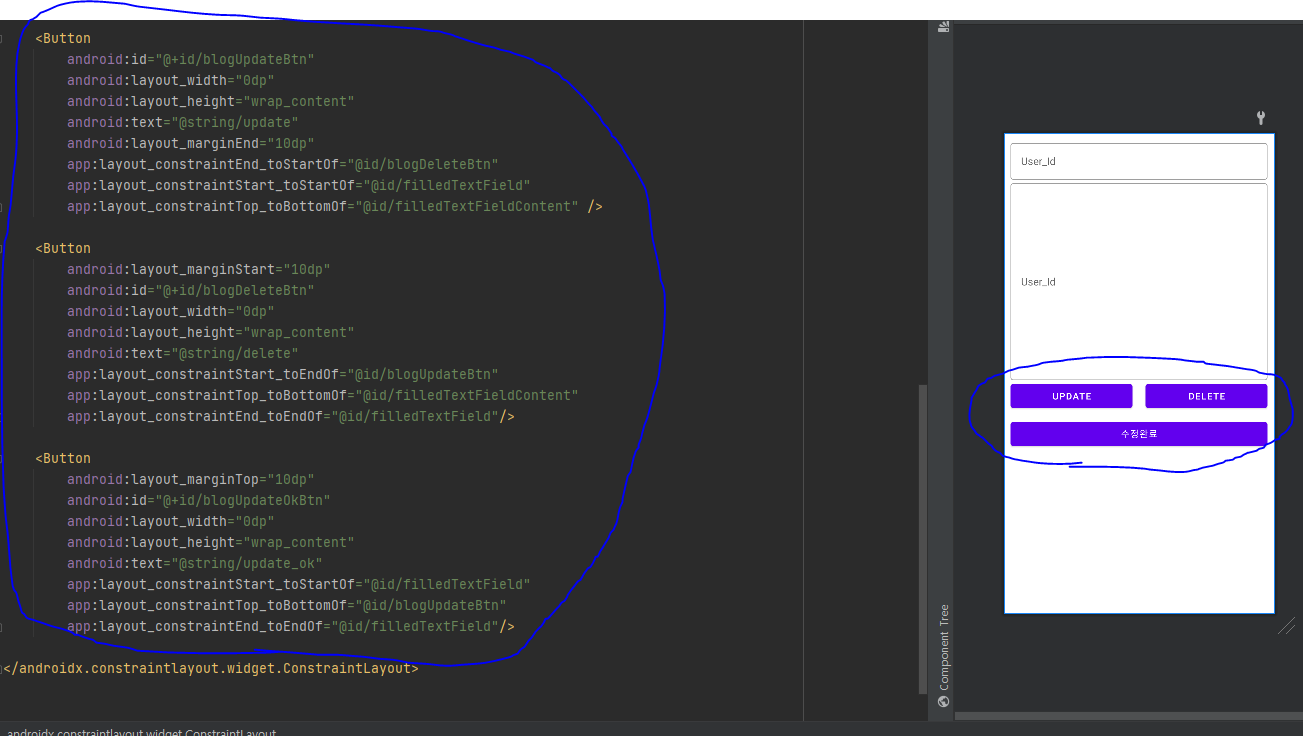 <Button
android:id="@+id/blogUpdateBtn"
android:layout_width="0dp"
android:layout_height="wrap_content"
android:text="@string/update"
android:layout_marginEnd="10dp"
app:layout_constraintEnd_toStartOf="@id/blogDeleteBtn"
app:layout_constraintStart_toStartOf="@id/filledTextField"
app:layout_constraintTop_toBottomOf="@id/filledTextFieldContent" />
<Button
android:layout_marginStart="10dp"
android:id="@+id/blogDeleteBtn"
android:layout_width="0dp"
android:layout_height="wrap_content"
android:text="@string/delete"
app:layout_constraintStart_toEndOf="@id/blogUpdateBtn"
app:layout_constraintTop_toBottomOf="@id/filledTextFieldContent"
app:layout_constraintEnd_toEndOf="@id/filledTextField"/>
<Button
android:layout_marginTop="10dp"
android:id="@+id/blogUpdateOkBtn"
android:layout_width="0dp"
android:layout_height="wrap_content"
android:text="@string/update_ok"
app:layout_constraintStart_toStartOf="@id/filledTextField"
app:layout_constraintTop_toBottomOf="@id/blogUpdateBtn"
app:layout_constraintEnd_toEndOf="@id/filledTextField"/>
</androidx.constraintlayout.widget.ConstraintLayout>
androidx.constraintlayout.widget.ConstraintLayout
Component Tree
User_Id
User_Id
UPDATE DELETE
수정완료